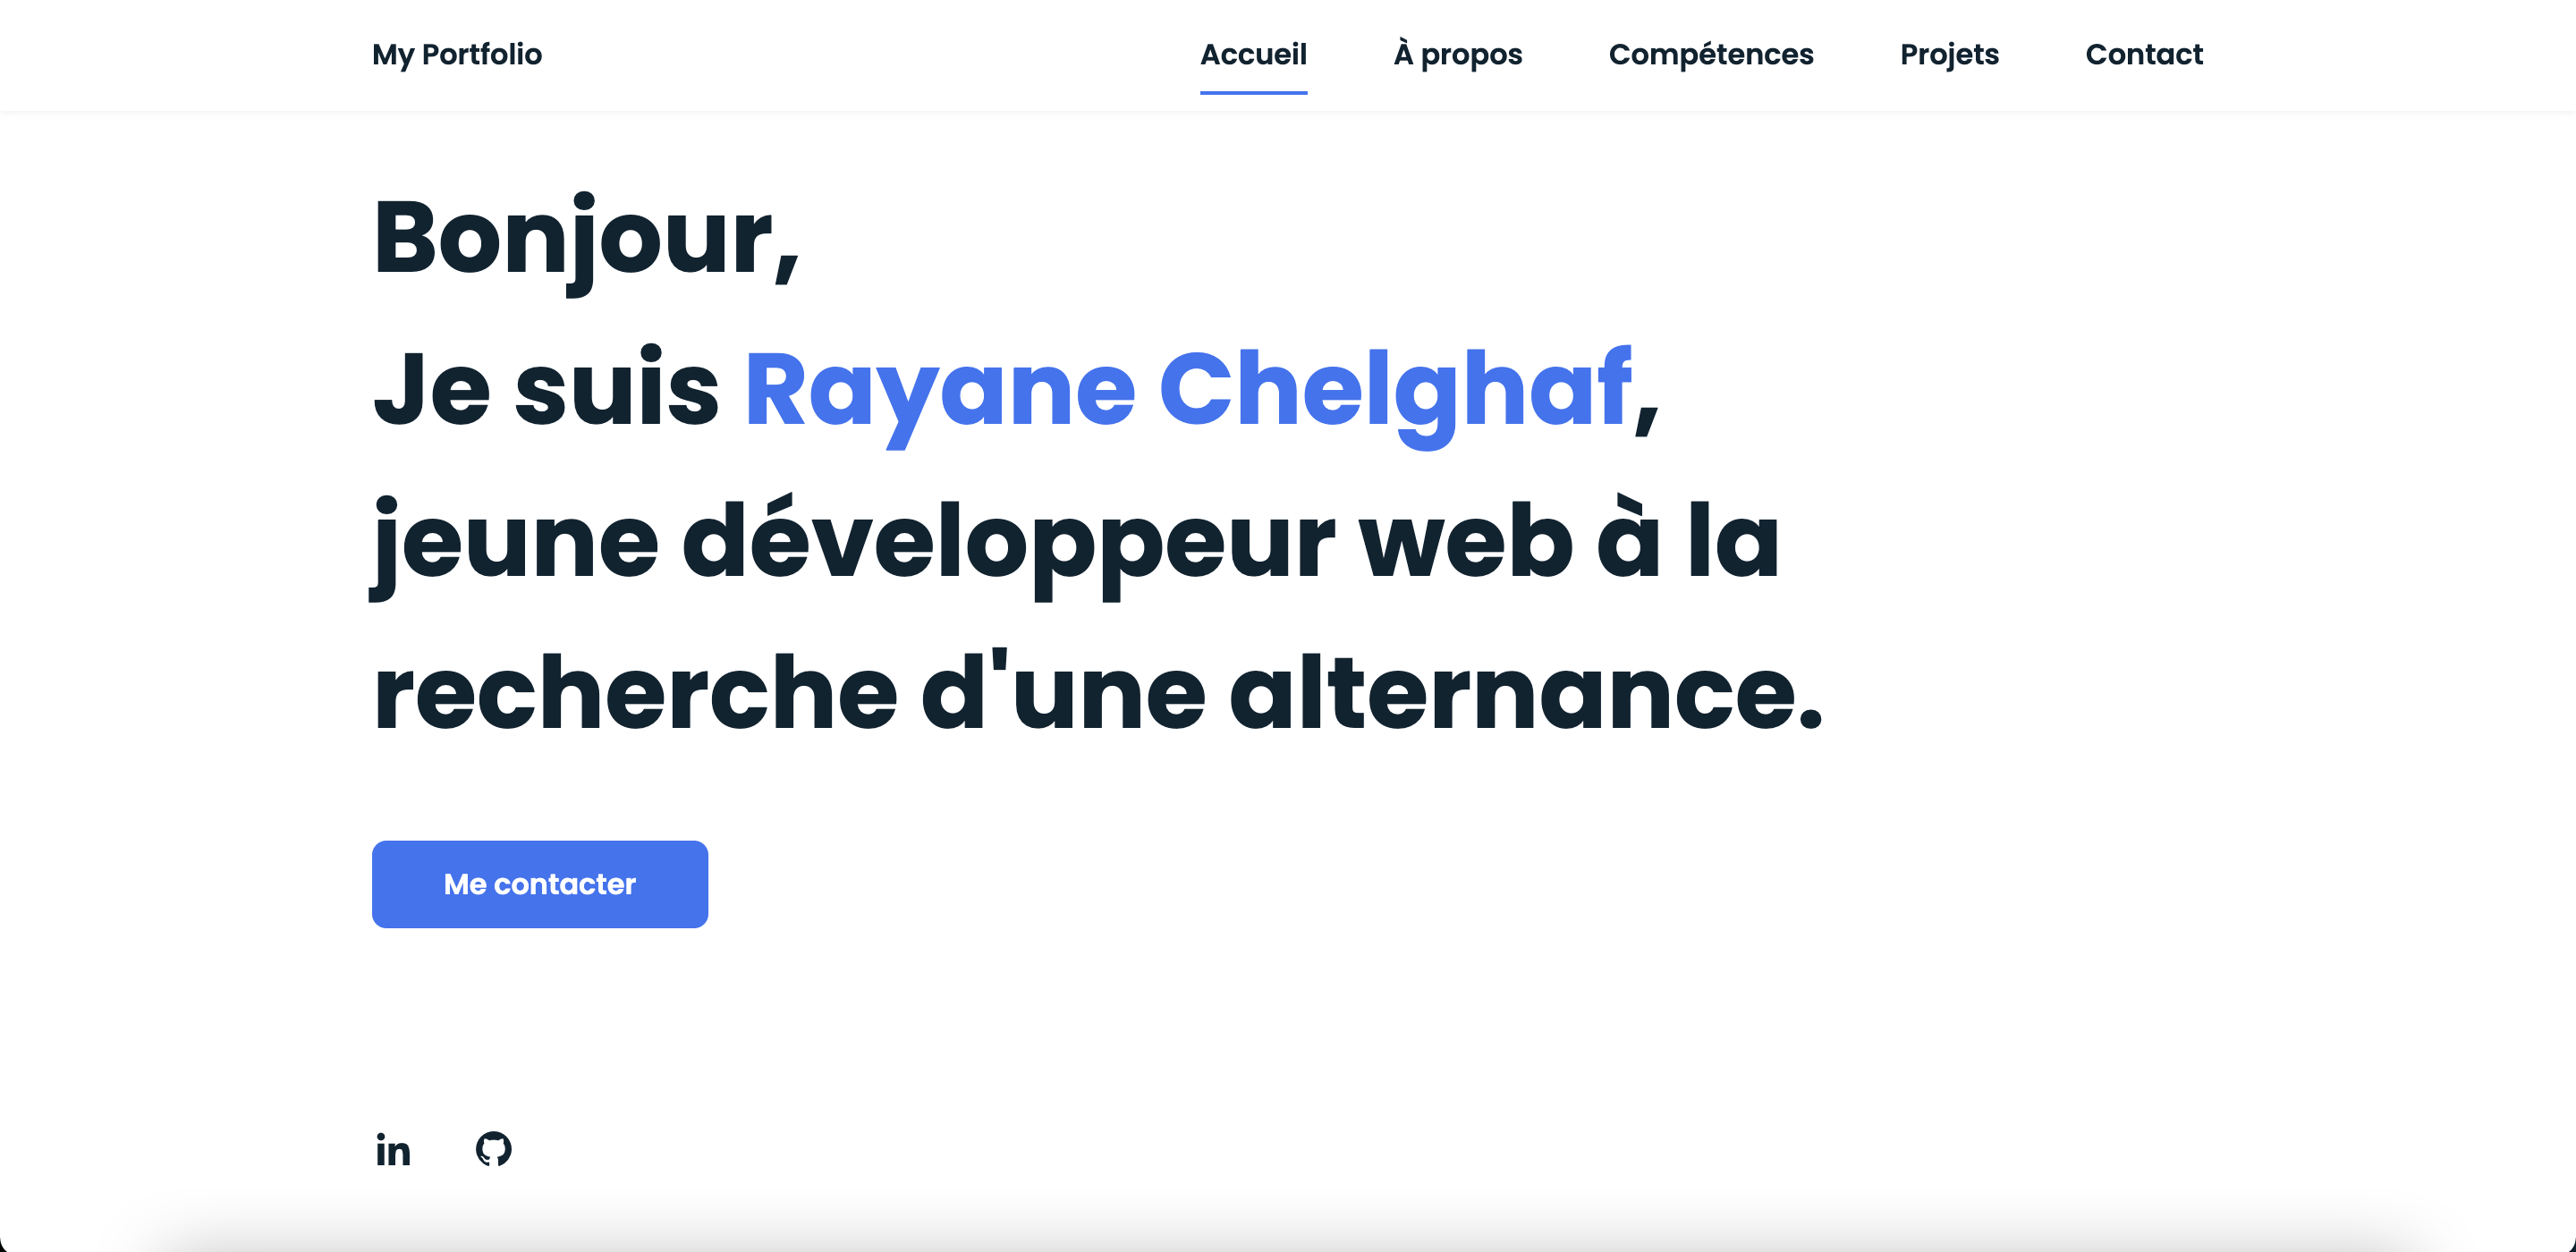 My Portfolio
Accueil
À propos
Compétences
Projets
Contact
Bonjour,
Je suis Rayane Chelghaf,
jeune développeur web à la
recherche d'une alternance.
Me contacter
in